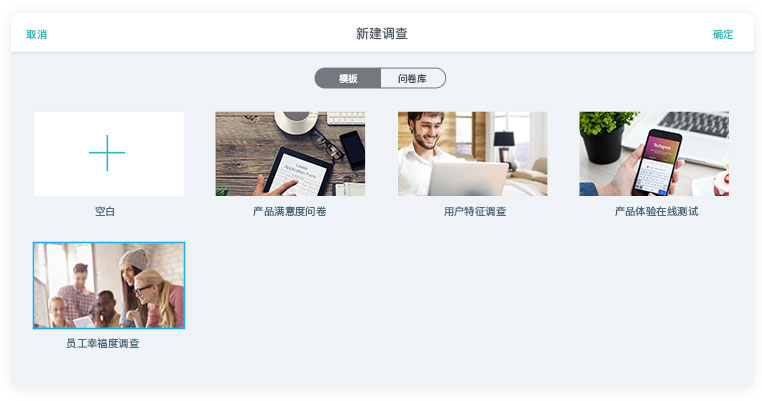 取消
新建调查
确定
模板
问卷库
Lease
Application Form
Instagram
空白
产品满意度问卷
用户特征调查
产品体验在线测试
员工幸福度调查